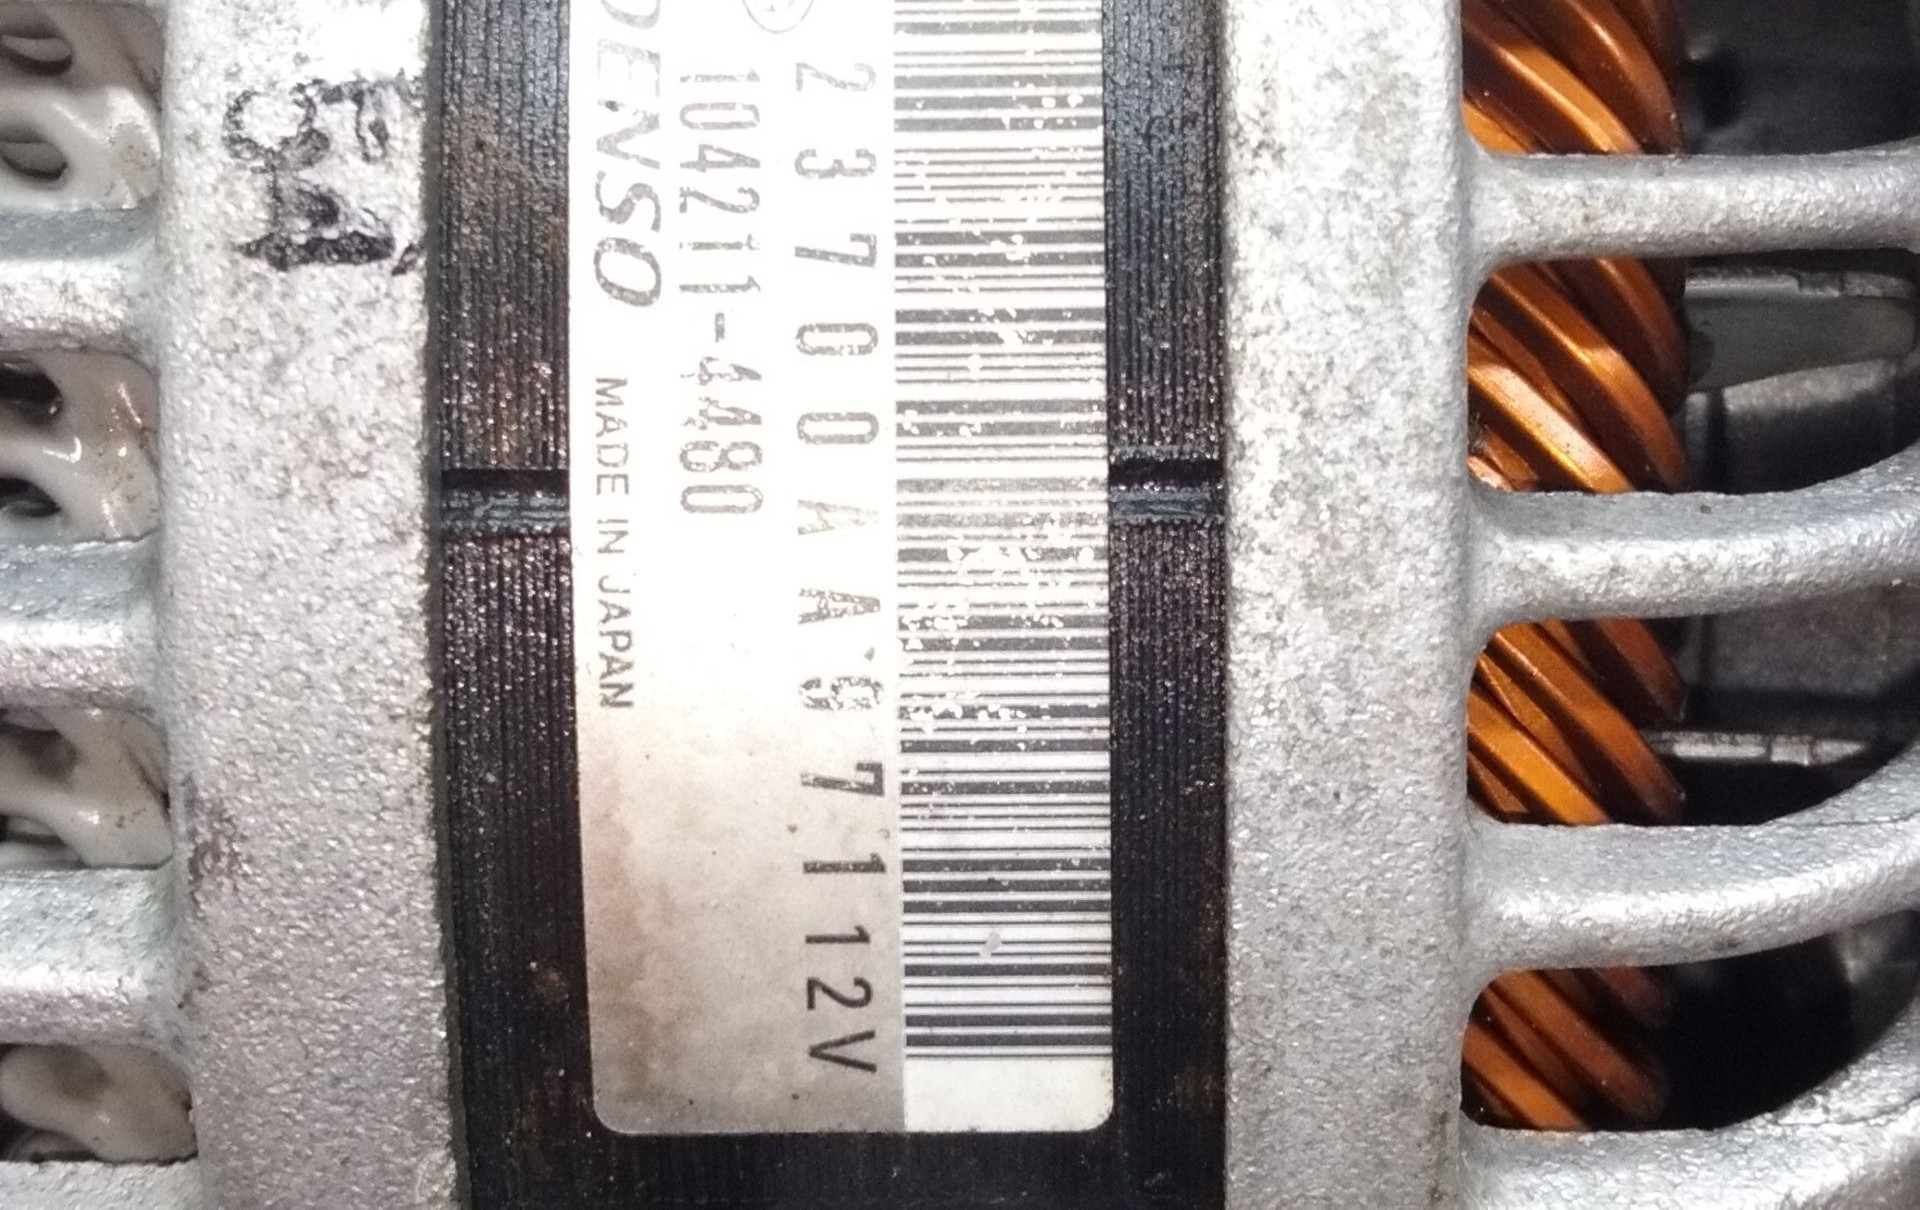 23700AA671 12V
104211-4480
DENSO MADE IN JAPAN